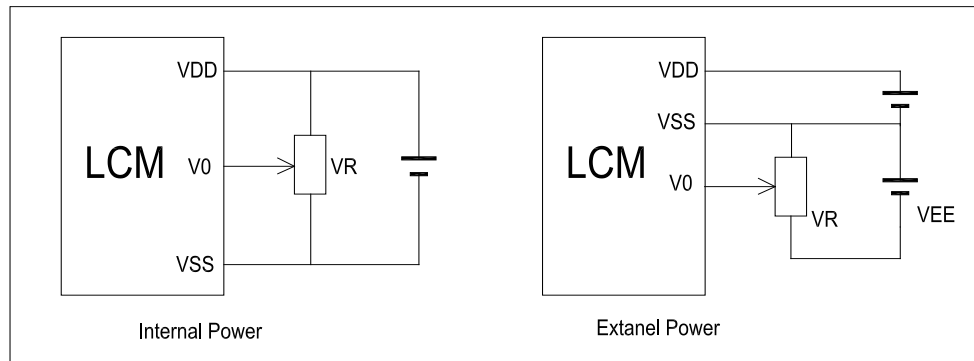 VDD
LCM
V0
VR
VSS
Internal Power
VDD
VSS
LCM
V0
VR
VEE
Extanel Power